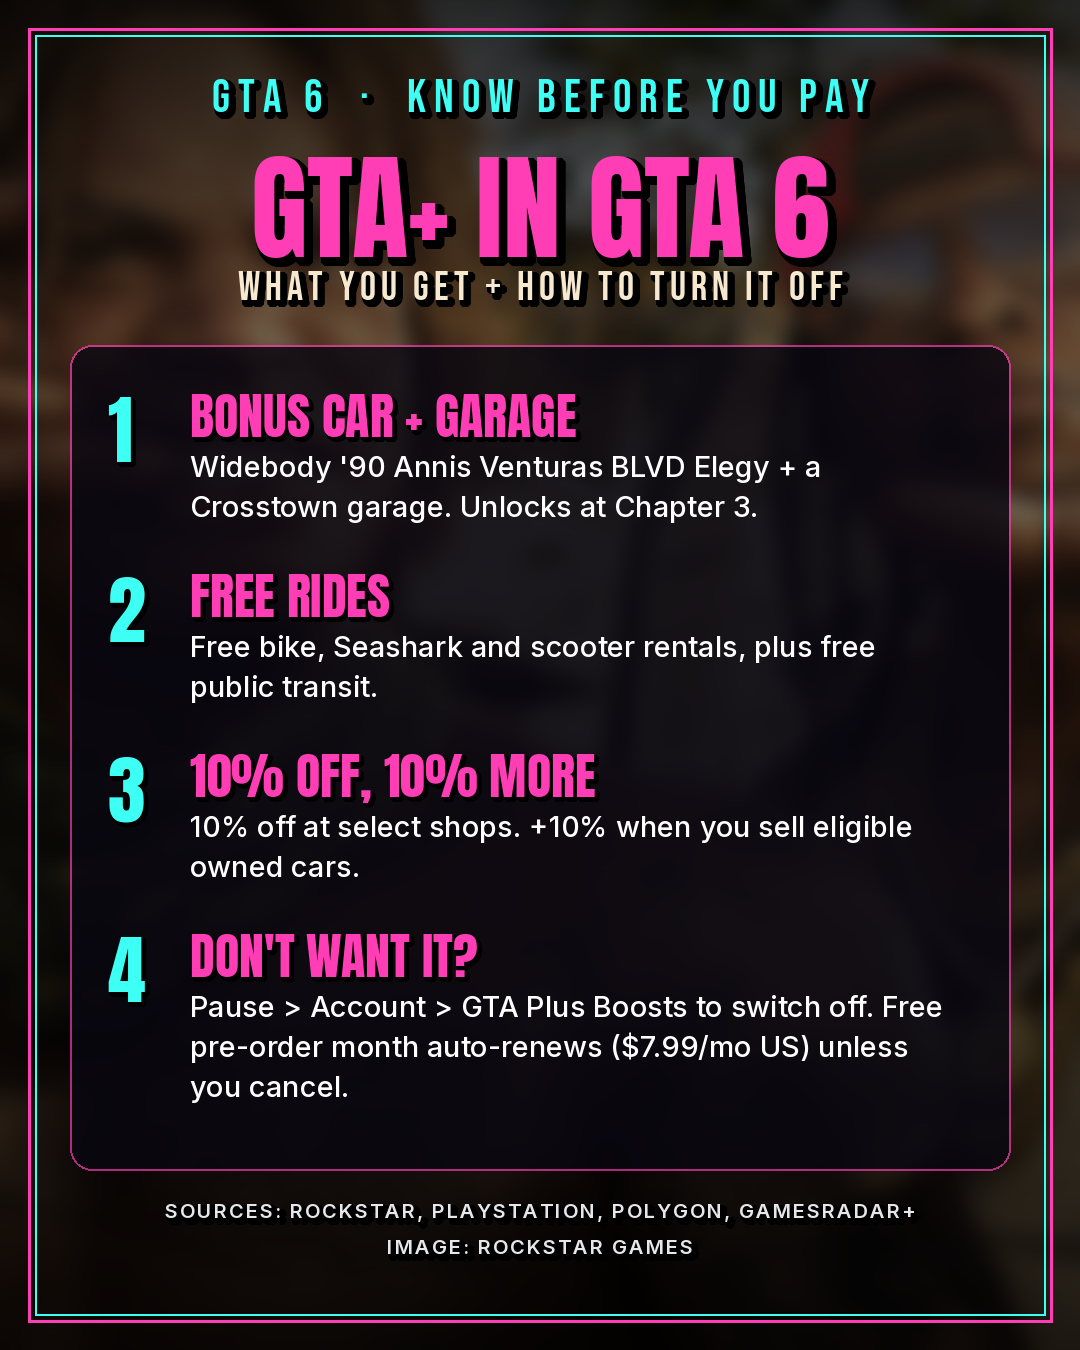 GTA 6 · KNOW BEFORE YOU PAY
GTA+ IN GTA 6
WHAT YOU GET + HOW TO TURN IT OFF
1
BONUS CAR + GARAGE
Widebody '90 Annis Venturas BLVD Elegy + a
Crosstown garage. Unlocks at Chapter 3.
2
FREE RIDES
Free bike, Seashark and scooter rentals, plus free
public transit.
3
10% OFF, 10% MORE
10% off at select shops. +10% when you sell eligible
owned cars.
4
DON'T WANT IT?
Pause > Account > GTA Plus Boosts to switch off. Free
pre-order month auto-renews ($7.99/mo US) unless
you cancel.
SOURCES: ROCKSTAR, PLAYSTATION, POLYGON, GAMESRADAR+
IMAGE: ROCKSTAR GAMES